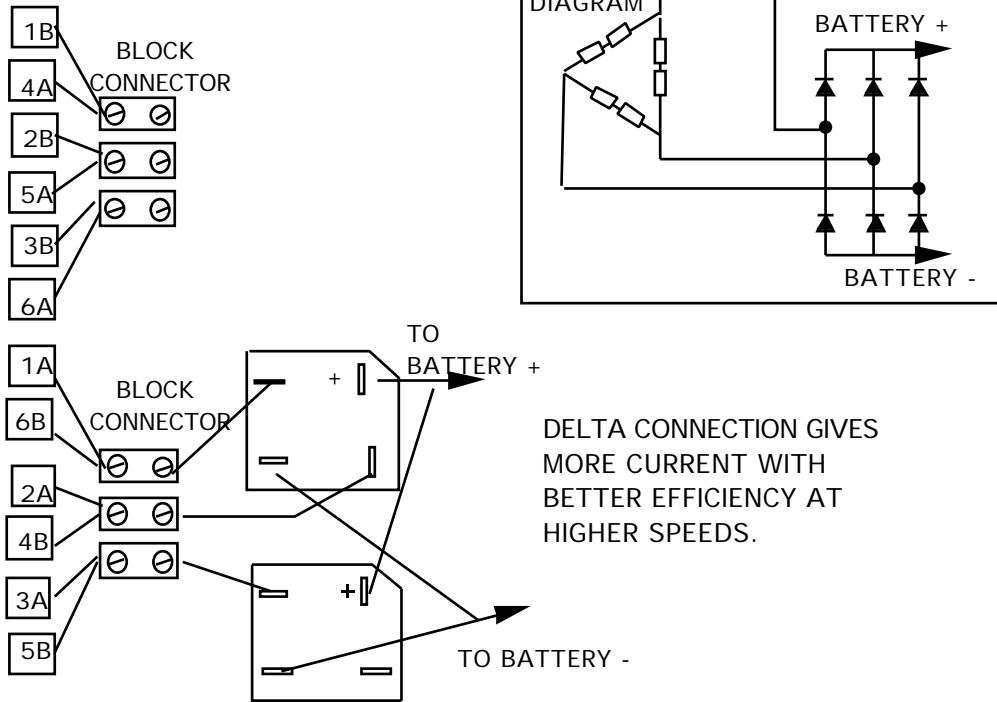 1B
4A
2B
5A
3B
6A
BLOCK
CONNECTOR
DIAGRAM
BATTERY +
BATTERY -
1A
6B
2A
4B
3A
5B
BLOCK
CONNECTOR
TO
BATTERY +
+
+
TO BATTERY -
DELTA CONNECTION GIVES
MORE CURRENT WITH
BETTER EFFICIENCY AT
HIGHER SPEEDS.